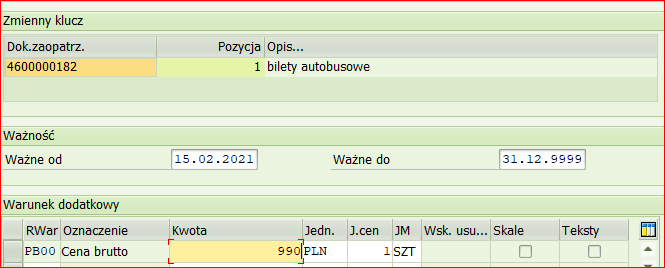 Zmienny klucz
Dok.zaopatrz. Pozycja Opis...
4600000182 1 bilety autobusowe
Ważność
Ważne od 15.02.2021 Ważne do 31.12.9999
Warunek dodatkowy
RWar Oznaczenie Kwota Jedn. J.cen JM Wsk. usu... Skale Teksty
PB00 Cena brutto 990 PLN 1 SZT